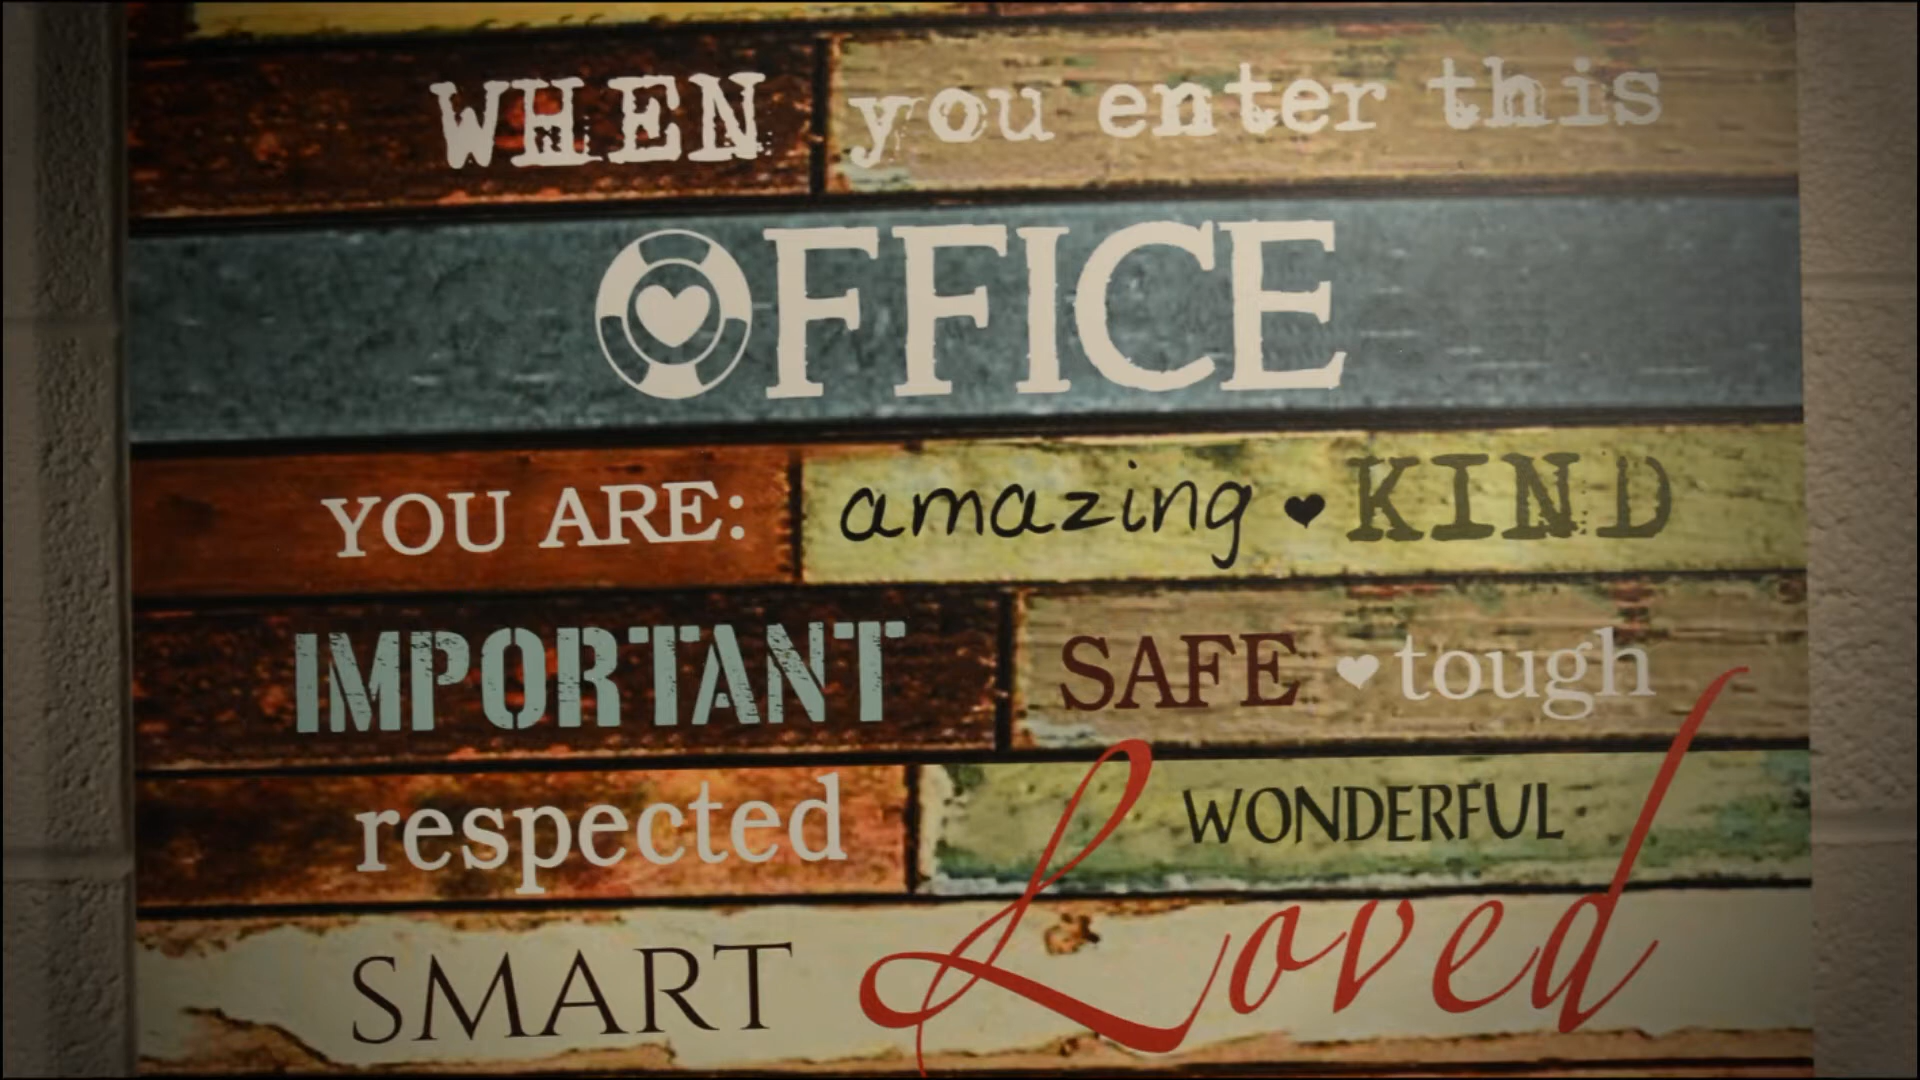 WHEN you enter this
OFFICE
YOU ARE: amazing ♥ KIND
IMPORTANT SAFE ♥ tough
respected WONDERFUL
SMART Loved